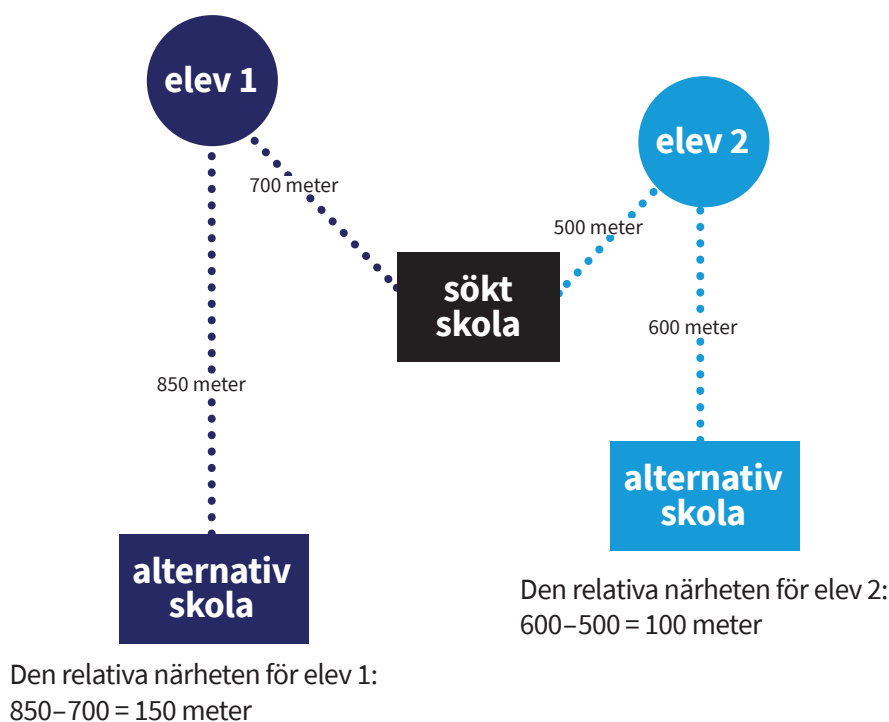 elev 1
elev 2
700 meter
500 meter
sökt
skola
600 meter
850 meter
alternativ
skola
alternativ
skola
Den relativa närheten för elev 2:
600–500 = 100 meter
Den relativa närheten för elev 1:
850–700 = 150 meter